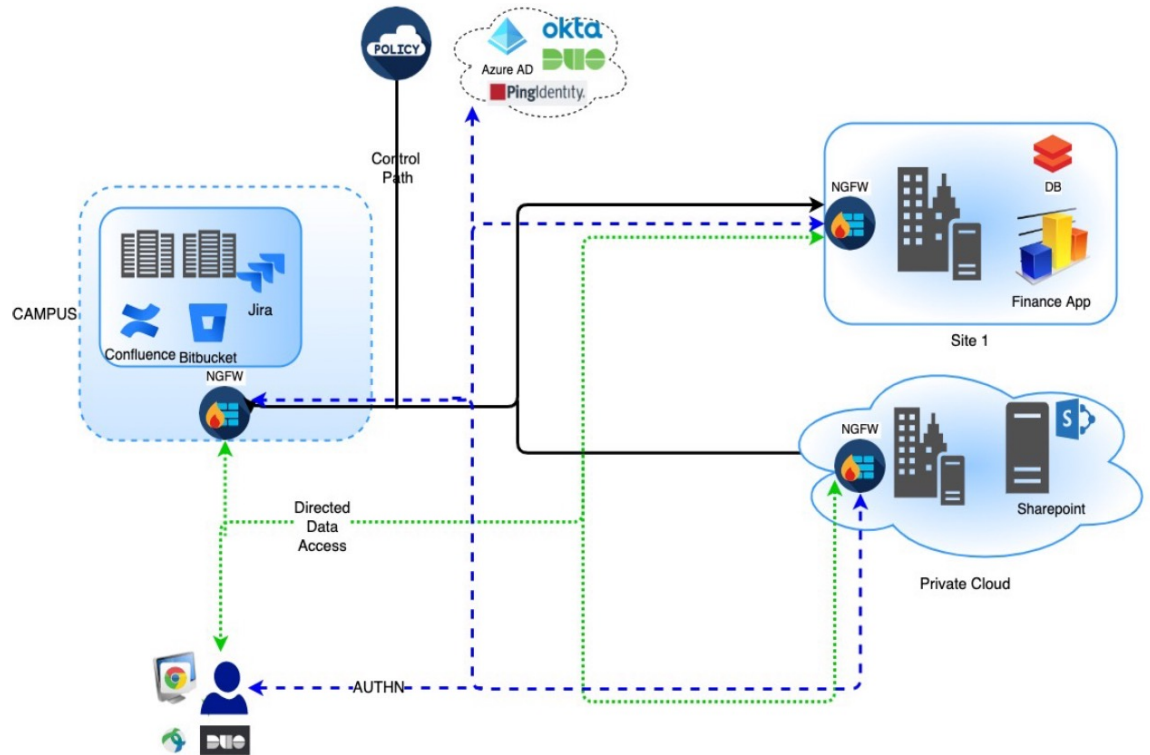 POLICY
okta
Azure AD
DUO
PingIdentity.
Control
Path
NGFW
DB
Finance App
Site 1
CAMPUS
Jira
Confluence
Bitbucket
NGFW
NGFW
S
Sharepoint
Private Cloud
Directed
Data
Access
AUTHN
DUO